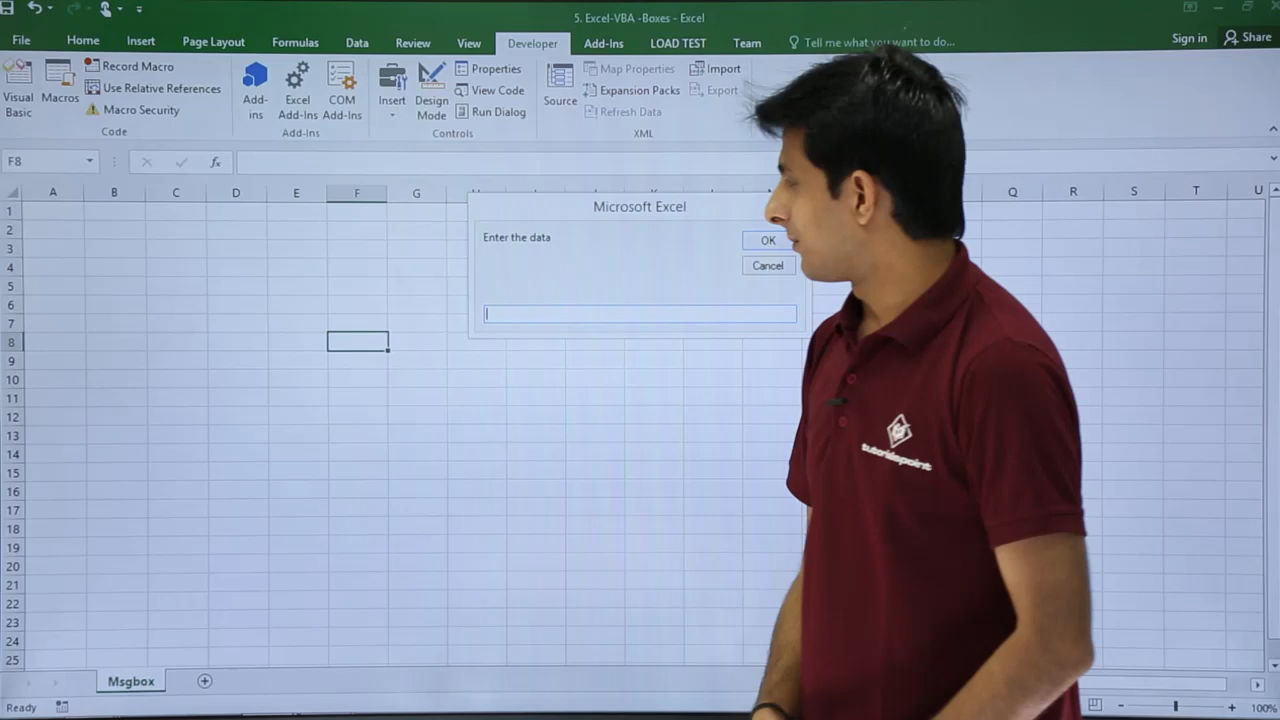 5. Excel-VBA -Boxes - Excel
File Home Insert Page Layout Formulas Data Review View Developer Add-Ins LOAD TEST Team Tell me what you want to do... Sign in Share
Visual Basic
Macros
Record Macro
Use Relative References
Macro Security
Code
Add-ins
Excel Add-Ins
COM Add-Ins
Add-Ins
Insert
Design Mode
Properties
View Code
Run Dialog
Controls
Source
Map Properties
Expansion Packs
Refresh Data
Import
Export
XML
F8
fx
A B C D E F G Q R S T U
1
2
3
4
5
6
7
8
9
10
11
12
13
14
15
16
17
18
19
20
21
22
23
24
25
Microsoft Excel
Enter the data
OK
Cancel
tutorialspoint
Msgbox
Ready
100%